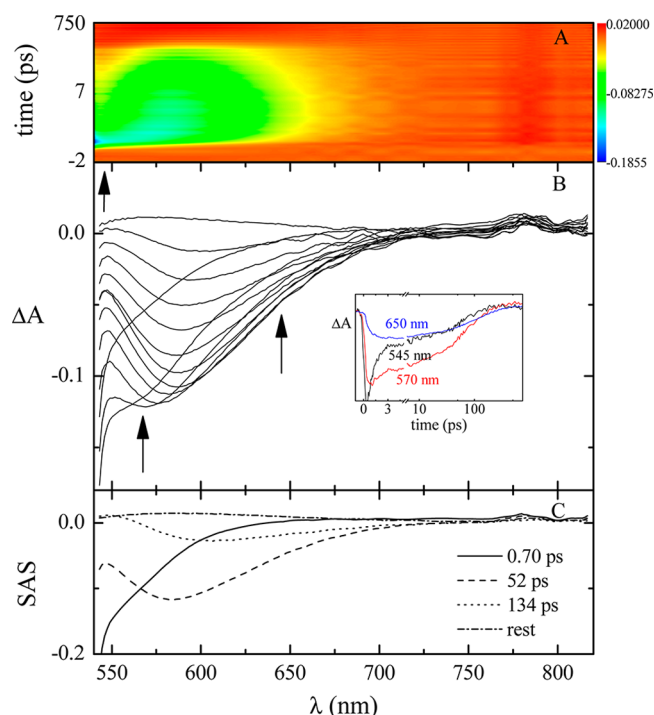 750
7
-2
time (ps)
A
0.02000
-0.08275
-0.1855
B
0.0
-0.1
ΔA
ΔA
650 nm
545 nm
570 nm
0 3 10 100
time (ps)
C
0.0
-0.2
SAS
0.70 ps
52 ps
134 ps
rest
550 600 650 700 750 800
λ (nm)